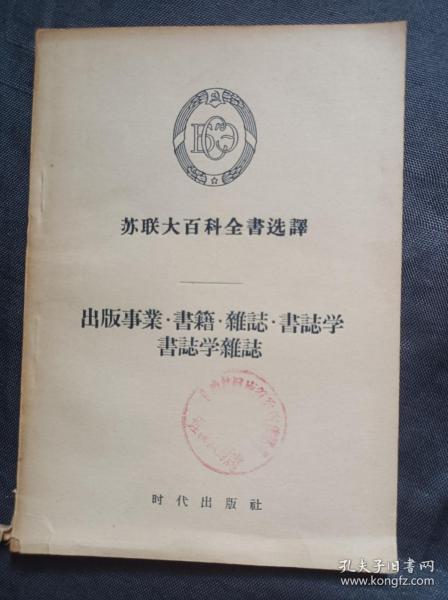 БСЭ
苏联大百科全書选譯
出版事業·書籍·雜誌·書誌学
書誌学雜誌
时代出版社
孔夫子旧書网
www.kongfz.com